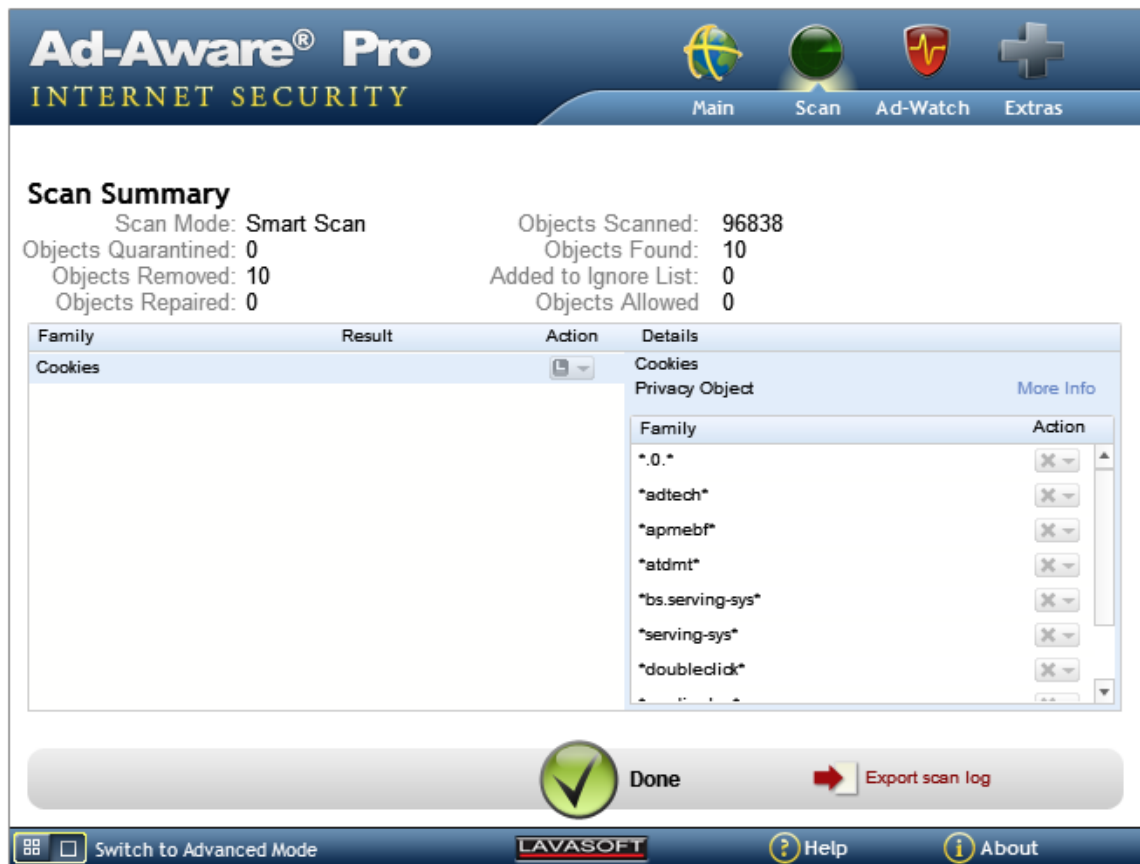 Ad-Aware® Pro
INTERNET SECURITY
Main Scan Ad-Watch Extras
Scan Summary
Scan Mode: Smart Scan Objects Scanned: 96838
Objects Quarantined: 0 Objects Found: 10
Objects Removed: 10 Added to Ignore List: 0
Objects Repaired: 0 Objects Allowed 0
Family Result Action Details
Cookies Cookies
Privacy Object More Info
Family Action
*.0.*
*adtech*
*apmebf*
*atdmt*
*bs.serving-sys*
*serving-sys*
*doubleclick*
Done Export scan log
Switch to Advanced Mode LAVASOFT ? Help i About